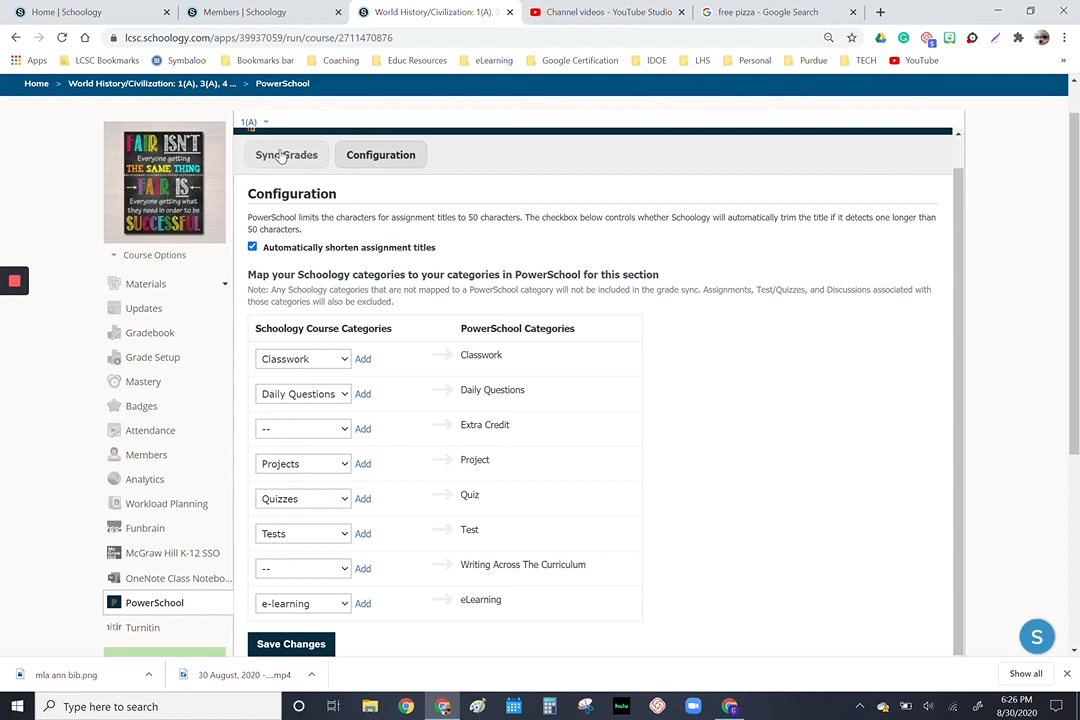 Home | Schoology
Members | Schoology
World History/Civilization: 1(A), 3
Channel videos - YouTube Studio
free pizza - Google Search
lcsc.schoology.com/apps/39937059/run/course/2711470876
Apps
LCSC Bookmarks
Symbaloo
Bookmarks bar
Coaching
Educ Resources
eLearning
Google Certification
IDOE
LHS
Personal
Purdue
TECH
YouTube
»
Home > World History/Civilization: 1(A), 3(A), 4 ... > PowerSchool
1(A)
FAIR ISN'T
Everyone getting
THE SAME THING
FAIR IS
Everyone getting what
they need in order to be
SUCCESSFUL
Course Options
Materials
Updates
Gradebook
Grade Setup
Mastery
Badges
Attendance
Members
Analytics
Workload Planning
Funbrain
McGraw Hill K-12 SSO
OneNote Class Notebo...
PowerSchool
Turnitin
Sync Grades
Configuration
Configuration
PowerSchool limits the characters for assignment titles to 50 characters. The checkbox below controls whether Schoology will automatically trim the title if it detects one longer than
50 characters.
Automatically shorten assignment titles
Map your Schoology categories to your categories in PowerSchool for this section
Note: Any Schoology categories that are not mapped to a PowerSchool category will not be included in the grade sync. Assignments, Test/Quizzes, and Discussions associated with
those categories will also be excluded.
Schoology Course Categories PowerSchool Categories
Classwork Add Classwork
Daily Questions Add Daily Questions
-- Add Extra Credit
Projects Add Project
Quizzes Add Quiz
Tests Add Test
-- Add Writing Across The Curriculum
e-learning Add eLearning
Save Changes
S
mla ann bib.png
30 August, 2020 -....mp4
Show all
Type here to search
hulu
6:26 PM
8/30/2020